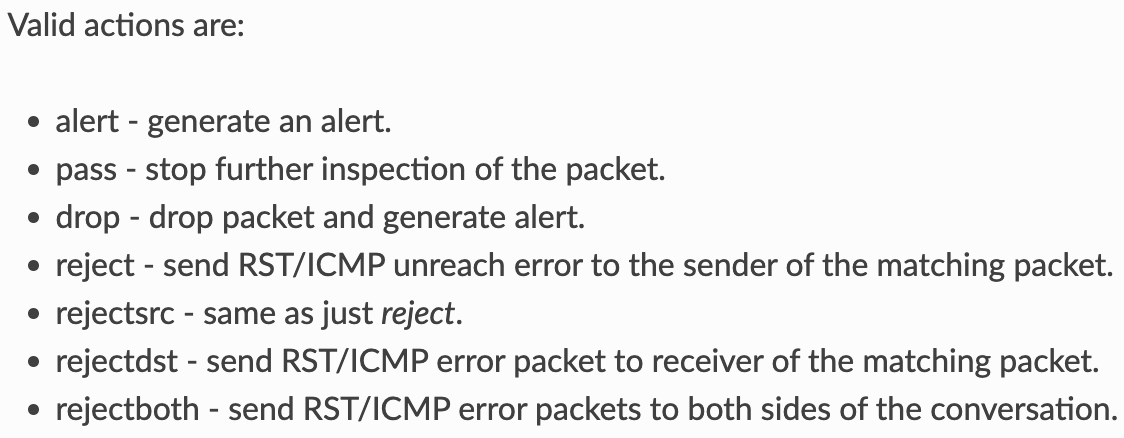 Valid actions are:
• alert - generate an alert.
• pass - stop further inspection of the packet.
• drop - drop packet and generate alert.
• reject - send RST/ICMP unreach error to the sender of the matching packet.
• rejectsrc - same as just reject.
• rejectdst - send RST/ICMP error packet to receiver of the matching packet.
• rejectboth - send RST/ICMP error packets to both sides of the conversation.